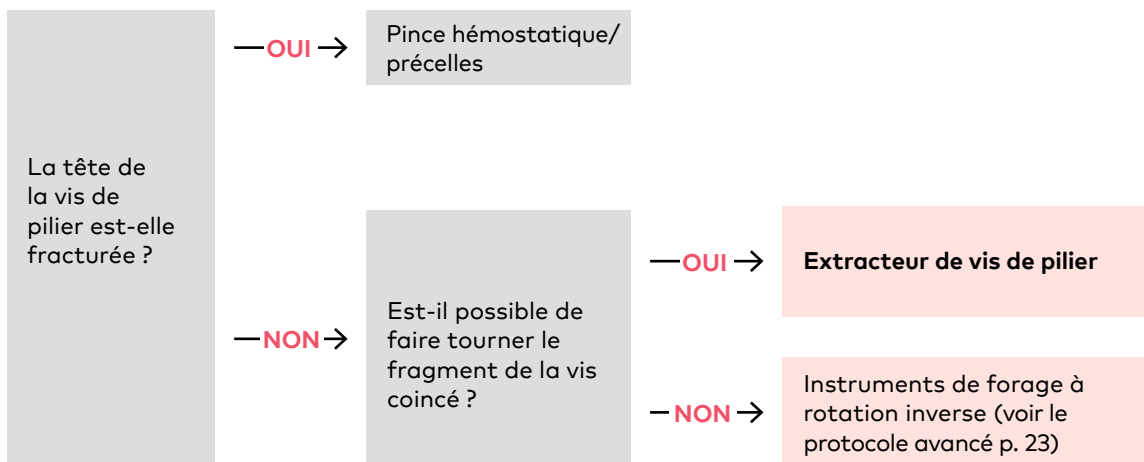 La tête de
la vis de
pilier est-elle
fracturée ?
OUI
Pince hémostatique/
précelles
NON
Est-il possible de
faire tourner le
fragment de la vis
coincé ?
OUI
Extracteur de vis de pilier
NON
Instruments de forage à
rotation inverse (voir le
protocole avancé p. 23)